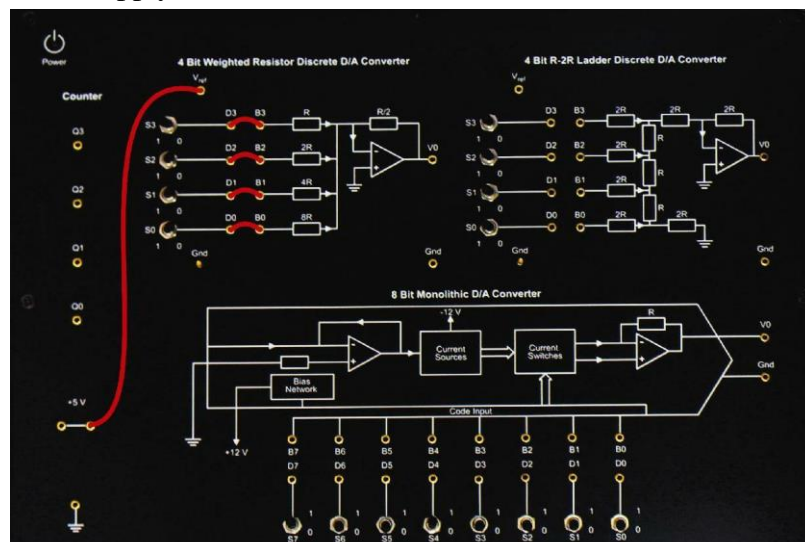 Power
Counter
Q3
Q2
Q1
Q0
+5 V
4 Bit Weighted Resistor Discrete D/A Converter
Vref
S3 D3 B3 R R/2
1 0
S2 D2 B2 2R V0
1 0
S1 D1 B1 4R
1 0
S0 D0 B0 8R
1 0
Gnd Gnd
4 Bit R-2R Ladder Discrete D/A Converter
Vref
S3 D3 B3 2R 2R 2R
1 0 R
S2 D2 B2 2R V0
1 0 R
S1 D1 B1 2R
1 0 R
S0 D0 B0 2R 2R
1 0
Gnd Gnd
8 Bit Monolithic D/A Converter
-12 V
R
- +
Current Sources
Current Switches
- +
V0
Gnd
Bias Network
+12 V
Code Input
B7 B6 B5 B4 B3 B2 B1 B0
D7 D6 D5 D4 D3 D2 D1 D0
1 1 1 1 1 1 1 1
0 0 0 0 0 0 0 0
S7 S6 S5 S4 S3 S2 S1 S0